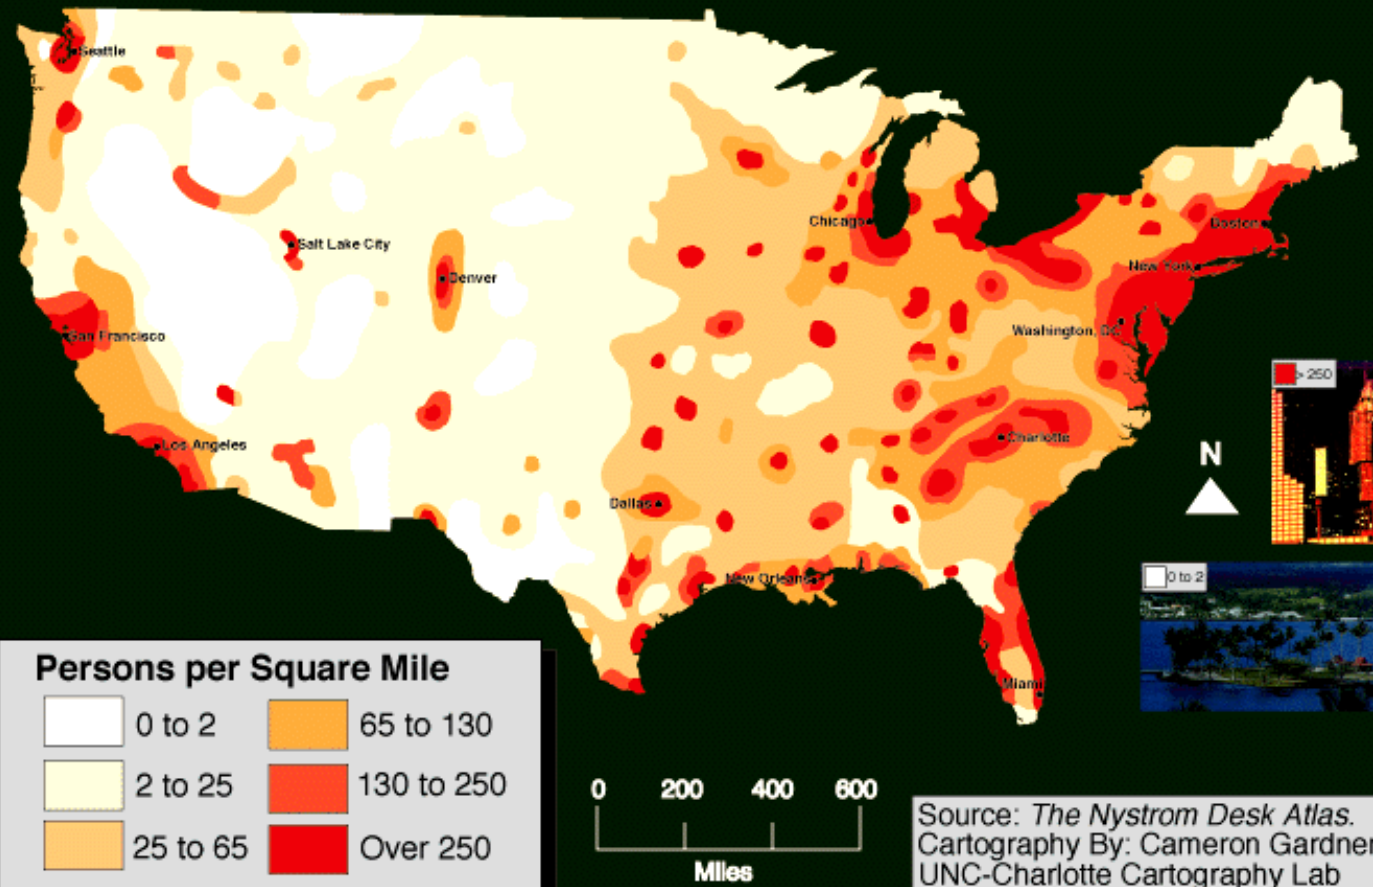 Seattle
Salt Lake City
Denver
San Francisco
Los Angeles
Chicago
Boston
New York
Washington, DC
Charlotte
Dallas
New Orleans
Miami
> 250
N
0 to 2
Persons per Square Mile
0 to 2
65 to 130
2 to 25
130 to 250
25 to 65
Over 250
0 200 400 600
Miles
Source: The Nystrom Desk Atlas.
Cartography By: Cameron Gardner
UNC-Charlotte Cartography Lab